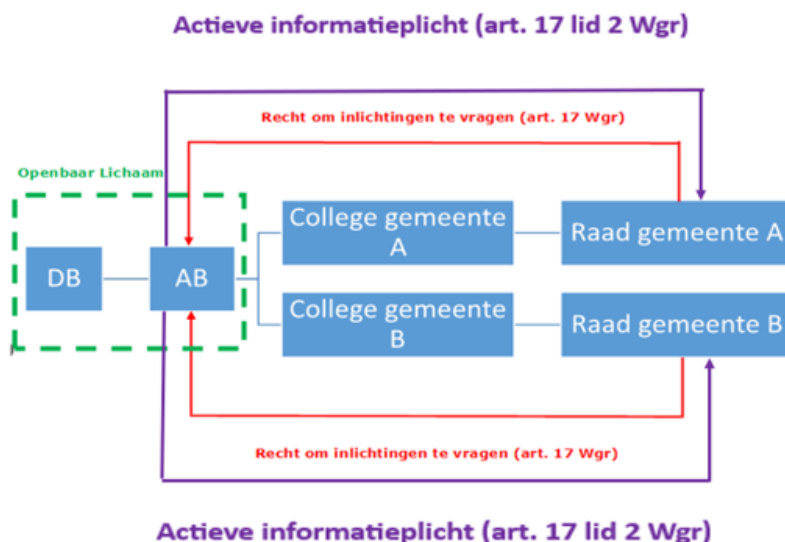 Actieve informatieplicht (art. 17 lid 2 Wgr)
Recht om inlichtingen te vragen (art. 17 Wgr)
Openbaar Lichaam
DB
AB
College gemeente
A
Raad gemeente A
College gemeente
B
Raad gemeente B
Recht om inlichtingen te vragen (art. 17 Wgr)
Actieve informatieplicht (art. 17 lid 2 Wgr)